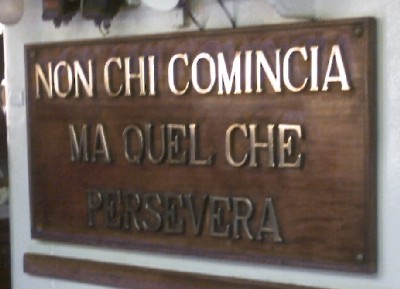 NON CHI COMINCIA
MA QUEL CHE
PERSEVERA